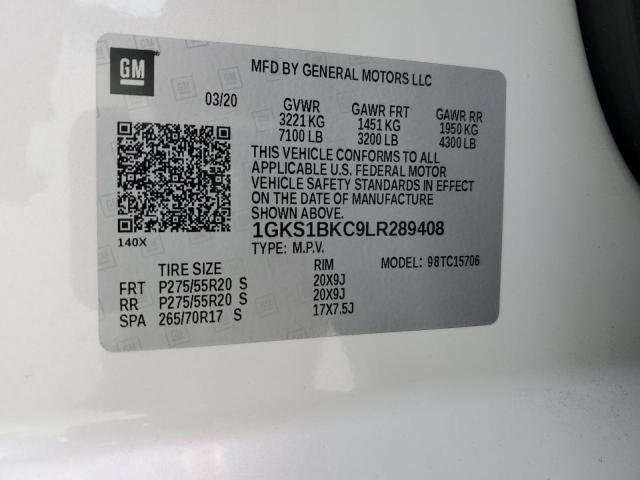 GM
MFD BY GENERAL MOTORS LLC
03/20 GVWR GAWR FRT GAWR RR
3221 KG 1451 KG 1950 KG
7100 LB 3200 LB 4300 LB
THIS VEHICLE CONFORMS TO ALL
APPLICABLE U.S. FEDERAL MOTOR
VEHICLE SAFETY STANDARDS IN EFFECT
ON THE DATE OF MANUFACTURE
SHOWN ABOVE.
140X
1GKS1BKC9LR289408
TYPE: M.P.V. MODEL: 98TC15706
TIRE SIZE RIM
FRT P275/55R20 S 20X9J
RR P275/55R20 S 20X9J
SPA 265/70R17 S 17X7.5J